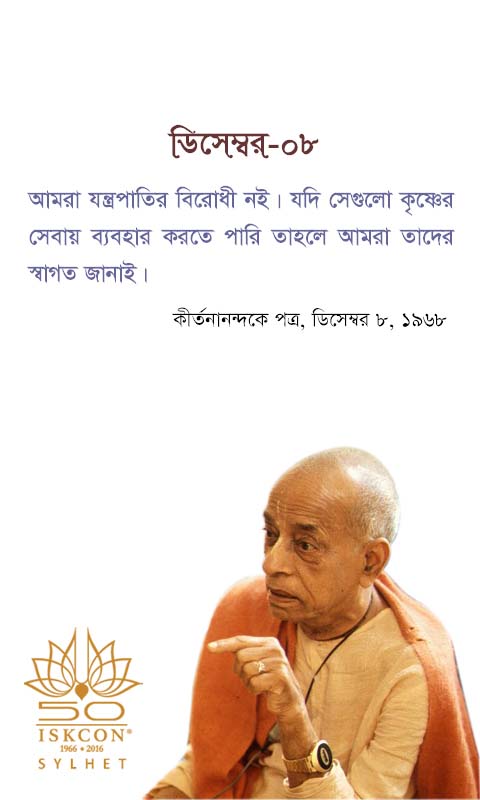 ডিসেম্বর-০৮
আমরা যন্ত্রপাতির বিরোধী নই। যদি সেগুলো কৃষ্ণের
সেবায় ব্যবহার করতে পারি তাহলে আমরা তাদের
স্বাগত জানাই।
কীর্তনানন্দকে পত্র, ডিসেম্বর ৮, ১৯৬৮
50
ISKCON®
1966 • 2016
SYLHET